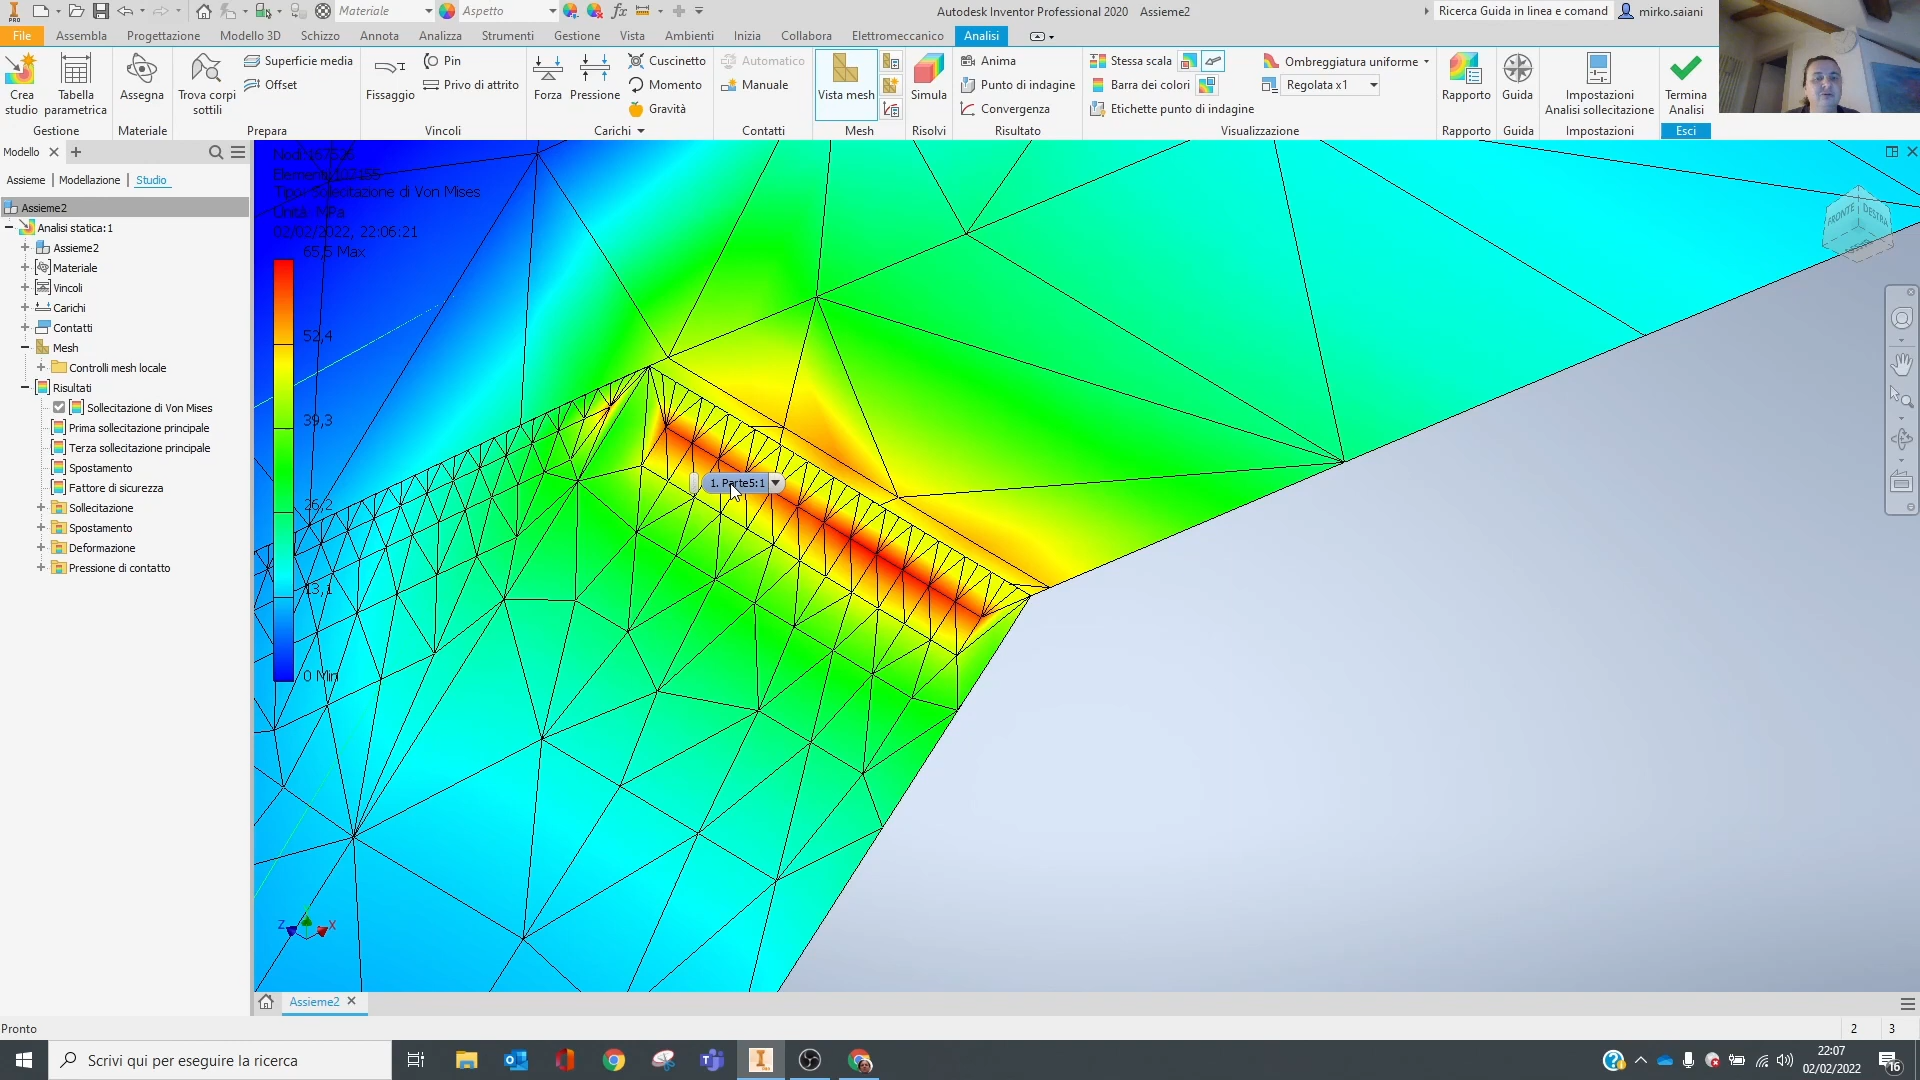 Materiale
Aspetto
Autodesk Inventor Professional 2020 Assieme2
Ricerca Guida in linea e comand
mirko.saiani
File Assembla Progettazione Modello 3D Schizzo Annota Analizza Strumenti Gestione Vista Ambienti Inizia Collabora Elettromeccanico Analisi
Crea studio
Tabella parametrica
Gestione
Assegna
Materiale
Trova corpi sottili
Superficie media
Offset
Prepara
Fissaggio
Pin
Privo di attrito
Vincoli
Forza
Pressione
Cuscinetto
Momento
Gravità
Carichi
Automatico
Manuale
Contatti
Vista mesh
Mesh
Simula
Risolvi
Anima
Punto di indagine
Convergenza
Risultato
Stessa scala
Barra dei colori
Etichette punto di indagine
Ombreggiatura uniforme
Regolata x1
Visualizzazione
Rapporto
Rapporto
Guida
Guida
Impostazioni
Analisi sollecitazione
Impostazioni
Termina
Analisi
Esci
Modello
Assieme | Modellazione | Studio
Assieme2
Analisi statica:1
Assieme2
Materiale
Vincoli
Carichi
Contatti
Mesh
Controlli mesh locale
Risultati
Sollecitazione di Von Mises
Prima sollecitazione principale
Terza sollecitazione principale
Spostamento
Fattore di sicurezza
Sollecitazione
Spostamento
Deformazione
Pressione di contatto
Tipo: Sollecitazione di Von Mises
Unità: MPa
02/02/2022, 22:06:21
65,5 Max
52,4
39,3
26,2
13,1
0 Min
1. Parte5:1
FRONTE
DESTRA
Z
X
Assieme2
Pronto
2 3
Scrivi qui per eseguire la ricerca
22:07
02/02/2022
16